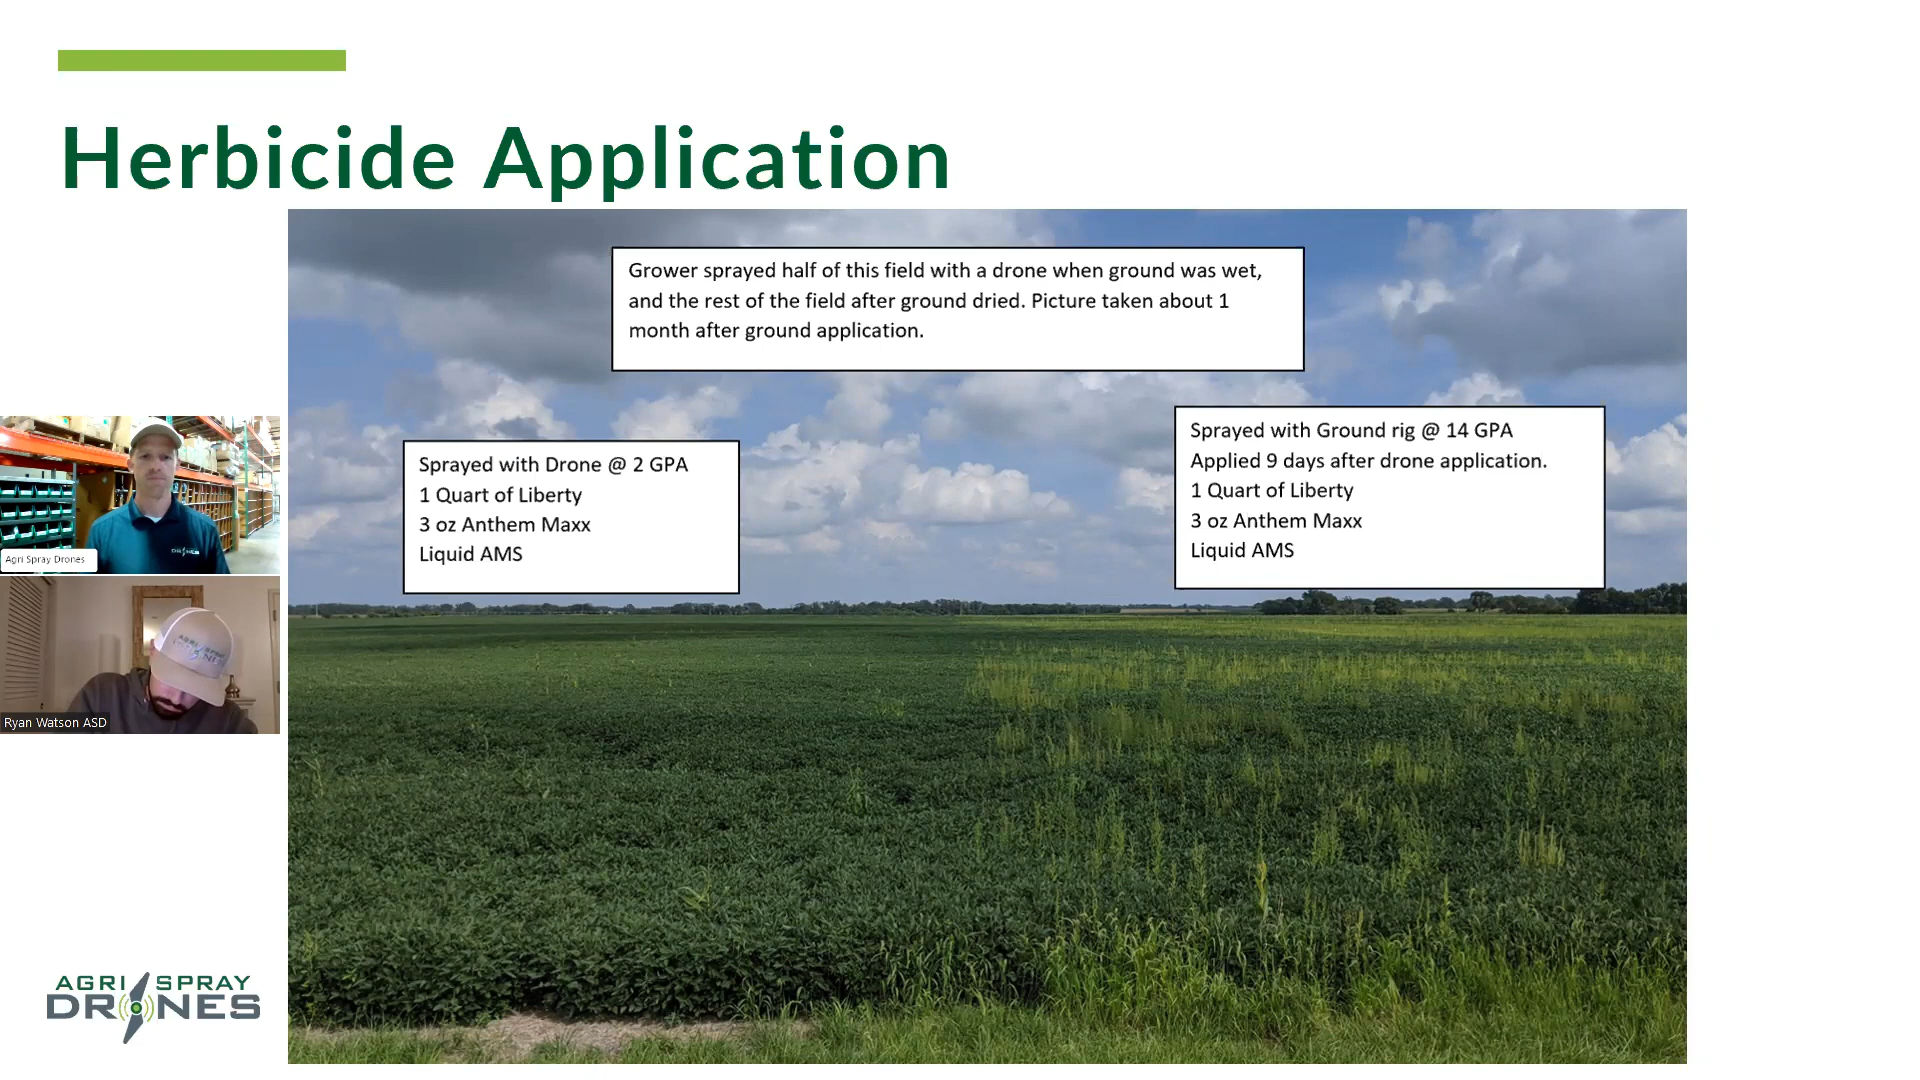 Herbicide Application
Grower sprayed half of this field with a drone when ground was wet,
and the rest of the field after ground dried. Picture taken about 1
month after ground application.
Sprayed with Drone @ 2 GPA
1 Quart of Liberty
3 oz Anthem Maxx
Liquid AMS
Sprayed with Ground rig @ 14 GPA
Applied 9 days after drone application.
1 Quart of Liberty
3 oz Anthem Maxx
Liquid AMS
DRONES
Agri Spray Drones
AGRI SPRAY
DRONES
Ryan Watson ASD
AGRI SPRAY
DRONES